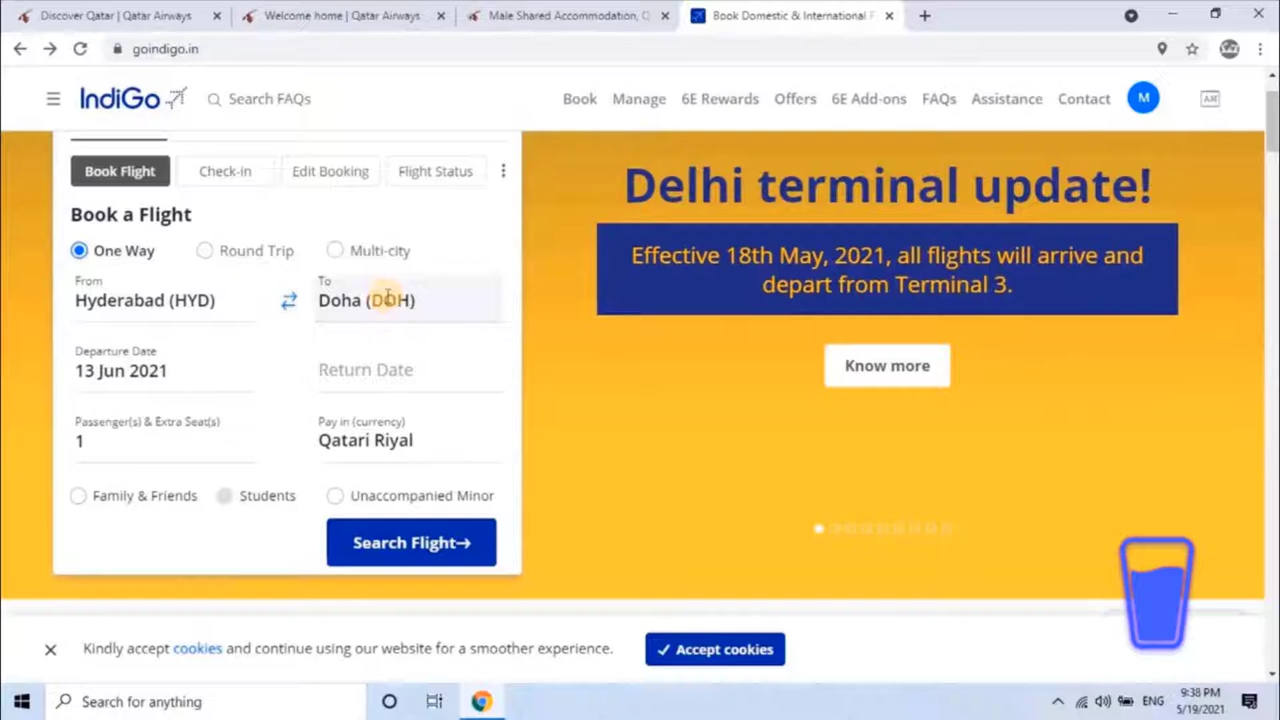 Discover Qatar | Qatar Airways
Welcome home | Qatar Airways
Male Shared Accommodation, Q
Book Domestic & International F
goindigo.in
IndiGo
Search FAQs
Book
Manage
6E Rewards
Offers
6E Add-ons
FAQs
Assistance
Contact
M
Book Flight
Check-in
Edit Booking
Flight Status
Book a Flight
One Way
Round Trip
Multi-city
From
To
Hyderabad (HYD)
Doha (DOH)
Departure Date
13 Jun 2021
Return Date
Passenger(s) & Extra Seat(s)
Pay in (currency)
1
Qatari Riyal
Family & Friends
Students
Unaccompanied Minor
Search Flight→
Delhi terminal update!
Effective 18th May, 2021, all flights will arrive and
depart from Terminal 3.
Know more
Kindly accept cookies and continue using our website for a smoother experience.
✓ Accept cookies
Search for anything
ENG
9:38 PM
5/19/2021